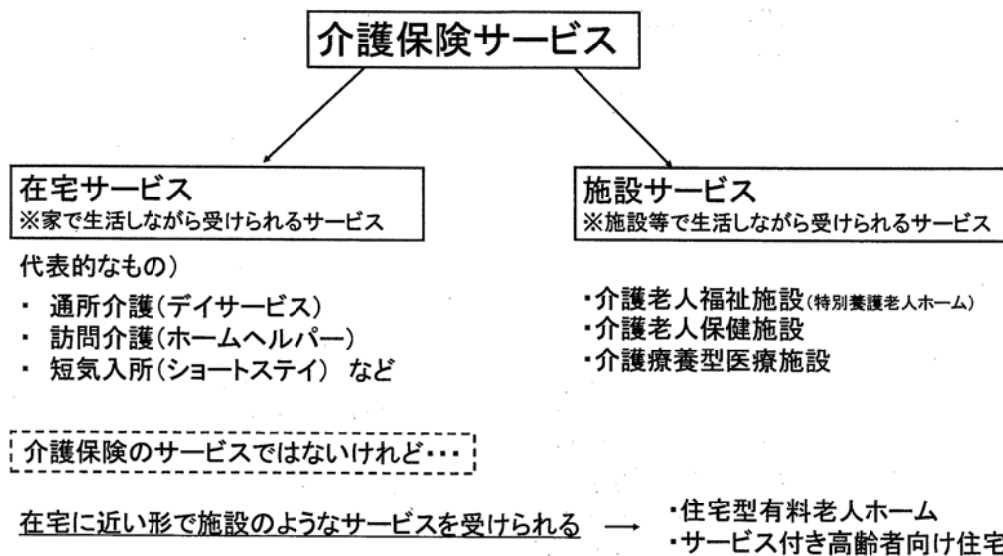 介護保険サービス
在宅サービス
※家で生活しながら受けられるサービス
施設サービス
※施設等で生活しながら受けられるサービス
代表的なもの）
・ 通所介護（デイサービス）
・ 訪問介護（ホームヘルパー）
・ 短気入所（ショートステイ） など
・介護老人福祉施設（特別養護老人ホーム）
・介護老人保健施設
・介護療養型医療施設
介護保険のサービスではないけれど・・・
在宅に近い形で施設のようなサービスを受けられる →
・住宅型有料老人ホーム
・サービス付き高齢者向け住宅